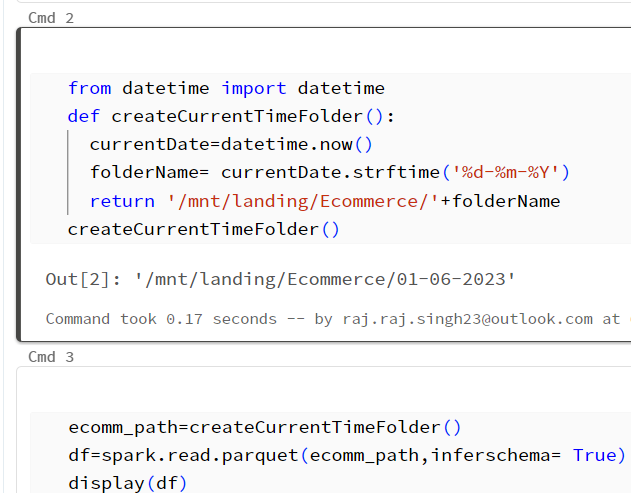 Cmd 2
from datetime import datetime
def createCurrentTimeFolder():
currentDate=datetime.now()
folderName= currentDate.strftime('%d-%m-%Y')
return '/mnt/landing/Ecommerce/'+folderName
createCurrentTimeFolder()
Out[2]: '/mnt/landing/Ecommerce/01-06-2023'
Command took 0.17 seconds -- by raj.raj.singh23@outlook.com at
Cmd 3
ecomm_path=createCurrentTimeFolder()
df=spark.read.parquet(ecomm_path,inferschema= True)
display(df)